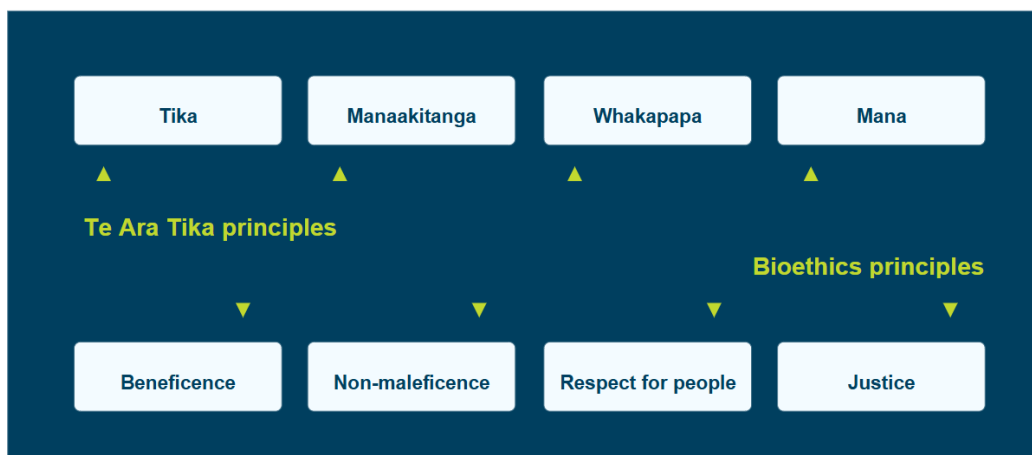 Tika
Manaakitanga
Whakapapa
Mana
Te Ara Tika principles
Bioethics principles
Beneficence
Non-maleficence
Respect for people
Justice